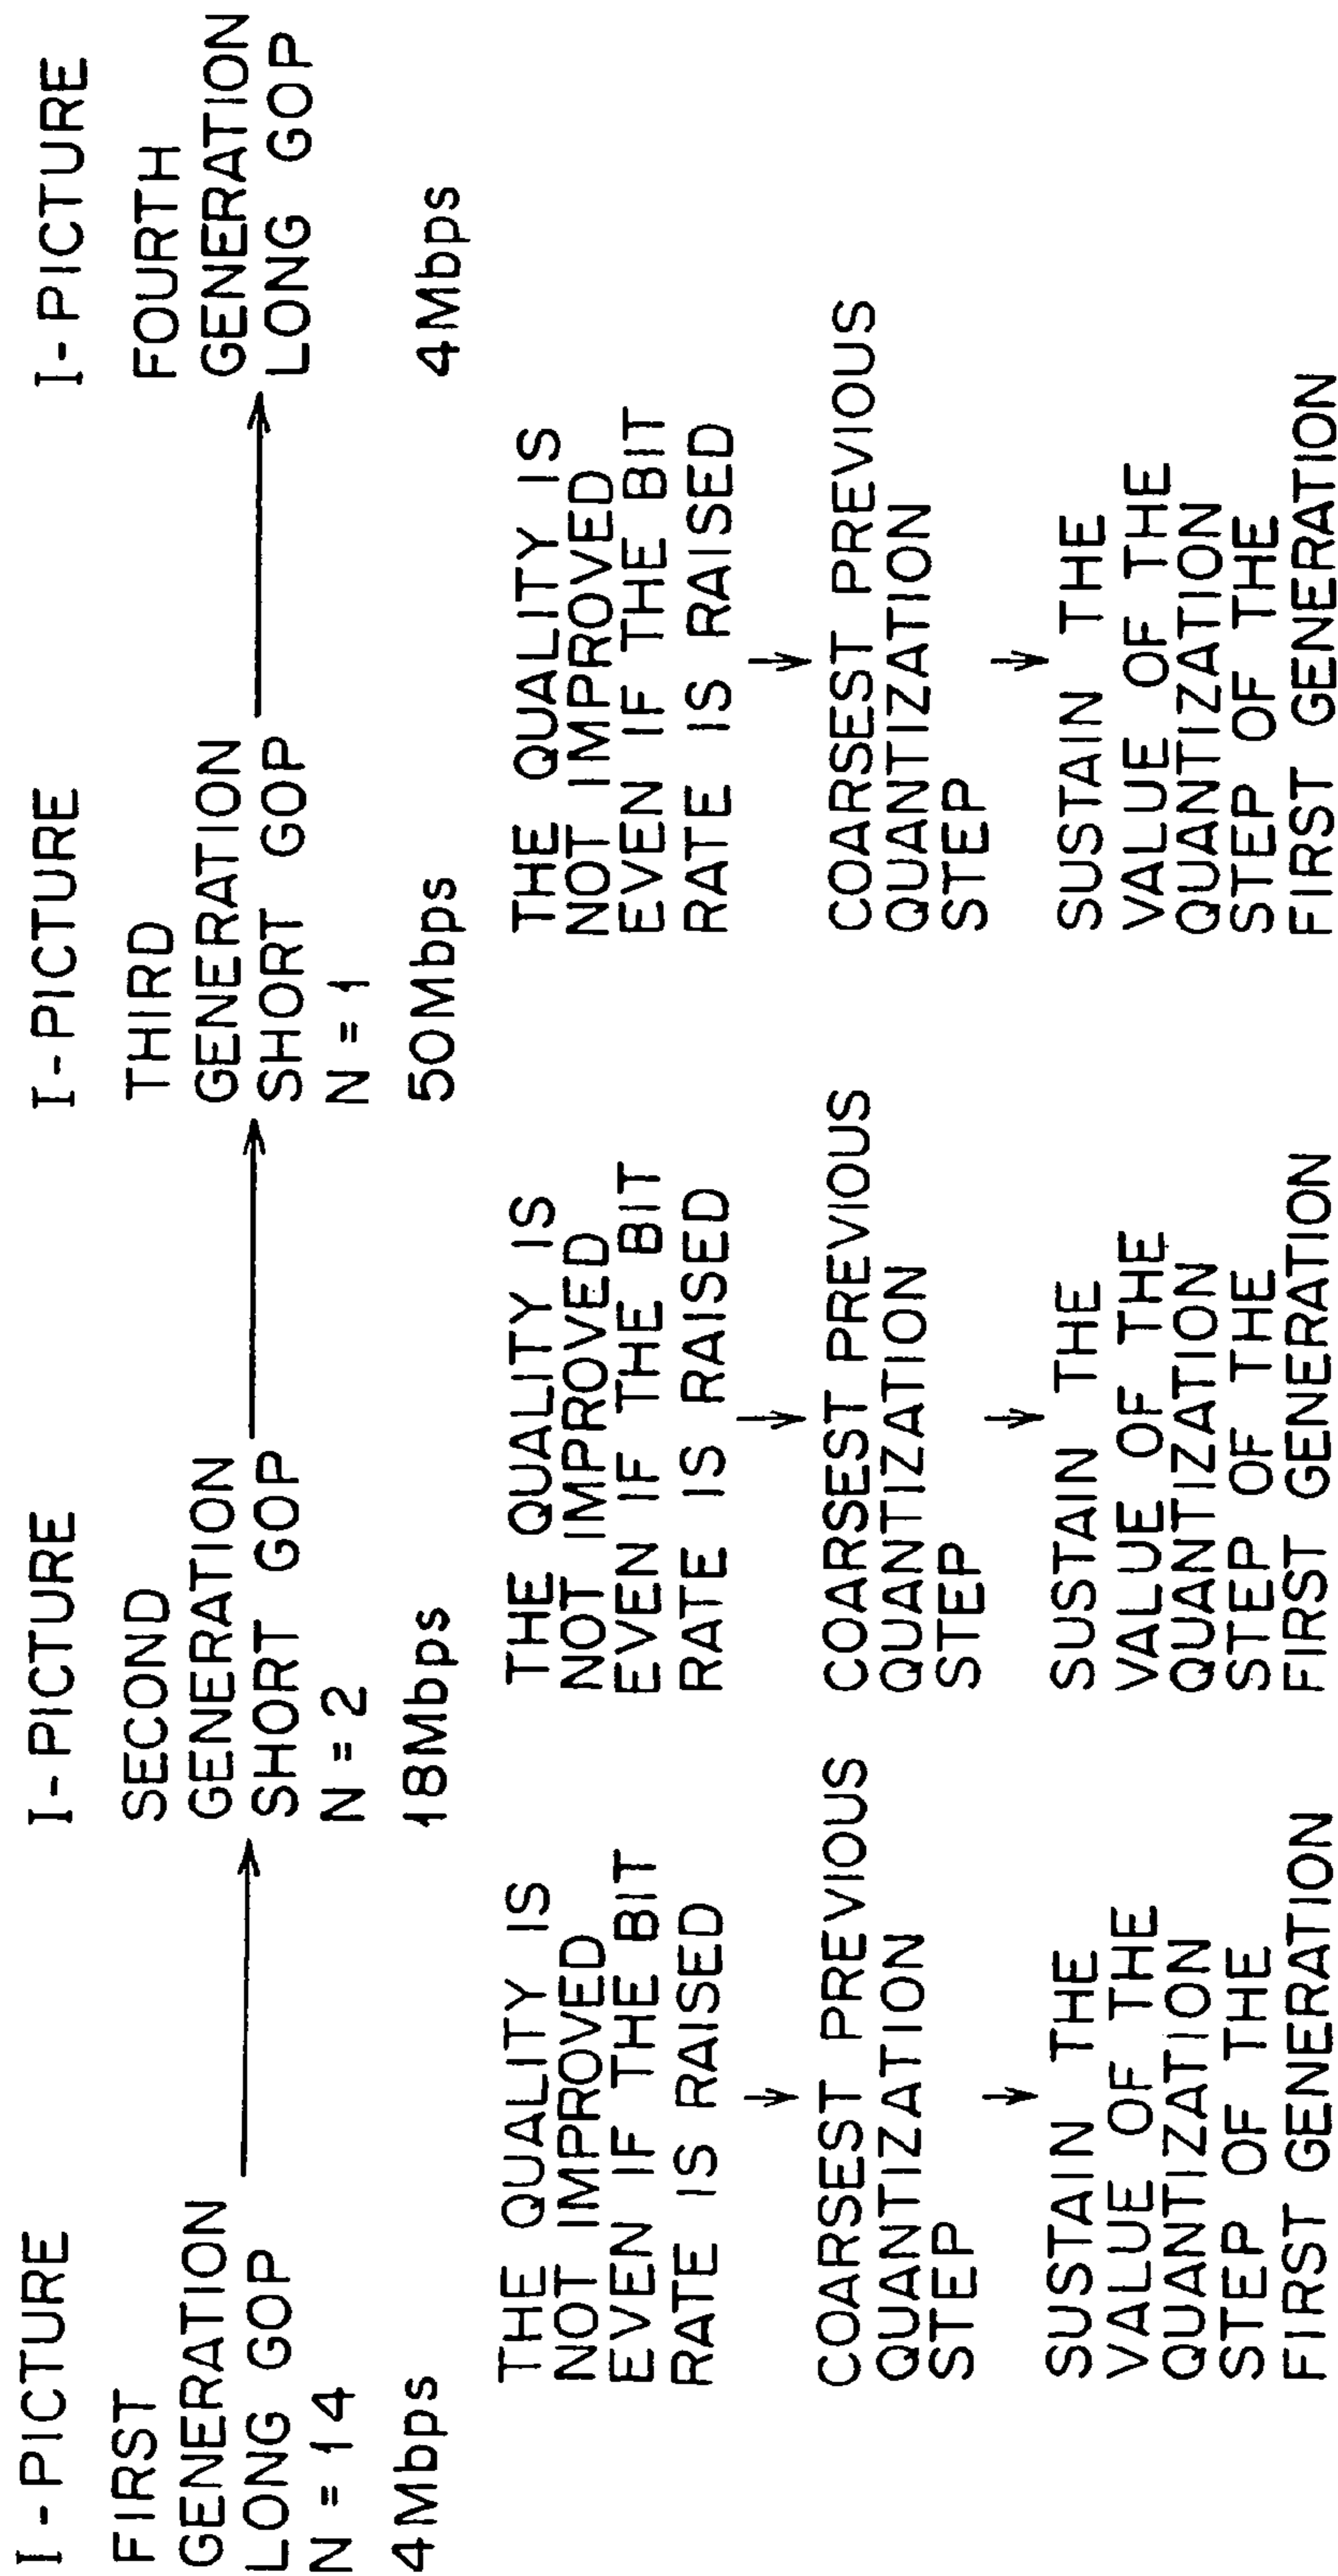 I-PICTURE
FIRST
GENERATION
LONG GOP
N = 14
4Mbps
I-PICTURE
SECOND
GENERATION
SHORT GOP
N = 2
18Mbps
I-PICTURE
THIRD
GENERATION
SHORT GOP
N = 1
50Mbps
I-PICTURE
FOURTH
GENERATION
LONG GOP
4Mbps
THE QUALITY IS
NOT IMPROVED
EVEN IF THE BIT
RATE IS RAISED
COARSEST PREVIOUS
QUANTIZATION
STEP
SUSTAIN THE
VALUE OF THE
QUANTIZATION
STEP OF THE
FIRST GENERATION
THE QUALITY IS
NOT IMPROVED
EVEN IF THE BIT
RATE IS RAISED
COARSEST PREVIOUS
QUANTIZATION
STEP
SUSTAIN THE
VALUE OF THE
QUANTIZATION
STEP OF THE
FIRST GENERATION
THE QUALITY IS
NOT IMPROVED
EVEN IF THE BIT
RATE IS RAISED
COARSEST PREVIOUS
QUANTIZATION
STEP
SUSTAIN THE
VALUE OF THE
QUANTIZATION
STEP OF THE
FIRST GENERATION